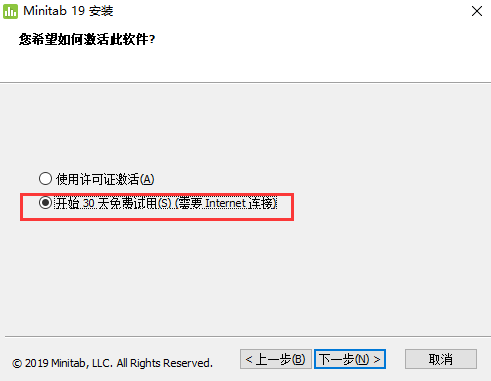 Minitab 19 安装
您希望如何激活此软件?
使用许可证激活(A)
开始 30 天免费试用(S) (需要 Internet 连接)
© 2019 Minitab, LLC. All Rights Reserved.
< 上一步(B) 下一步(N) > 取消